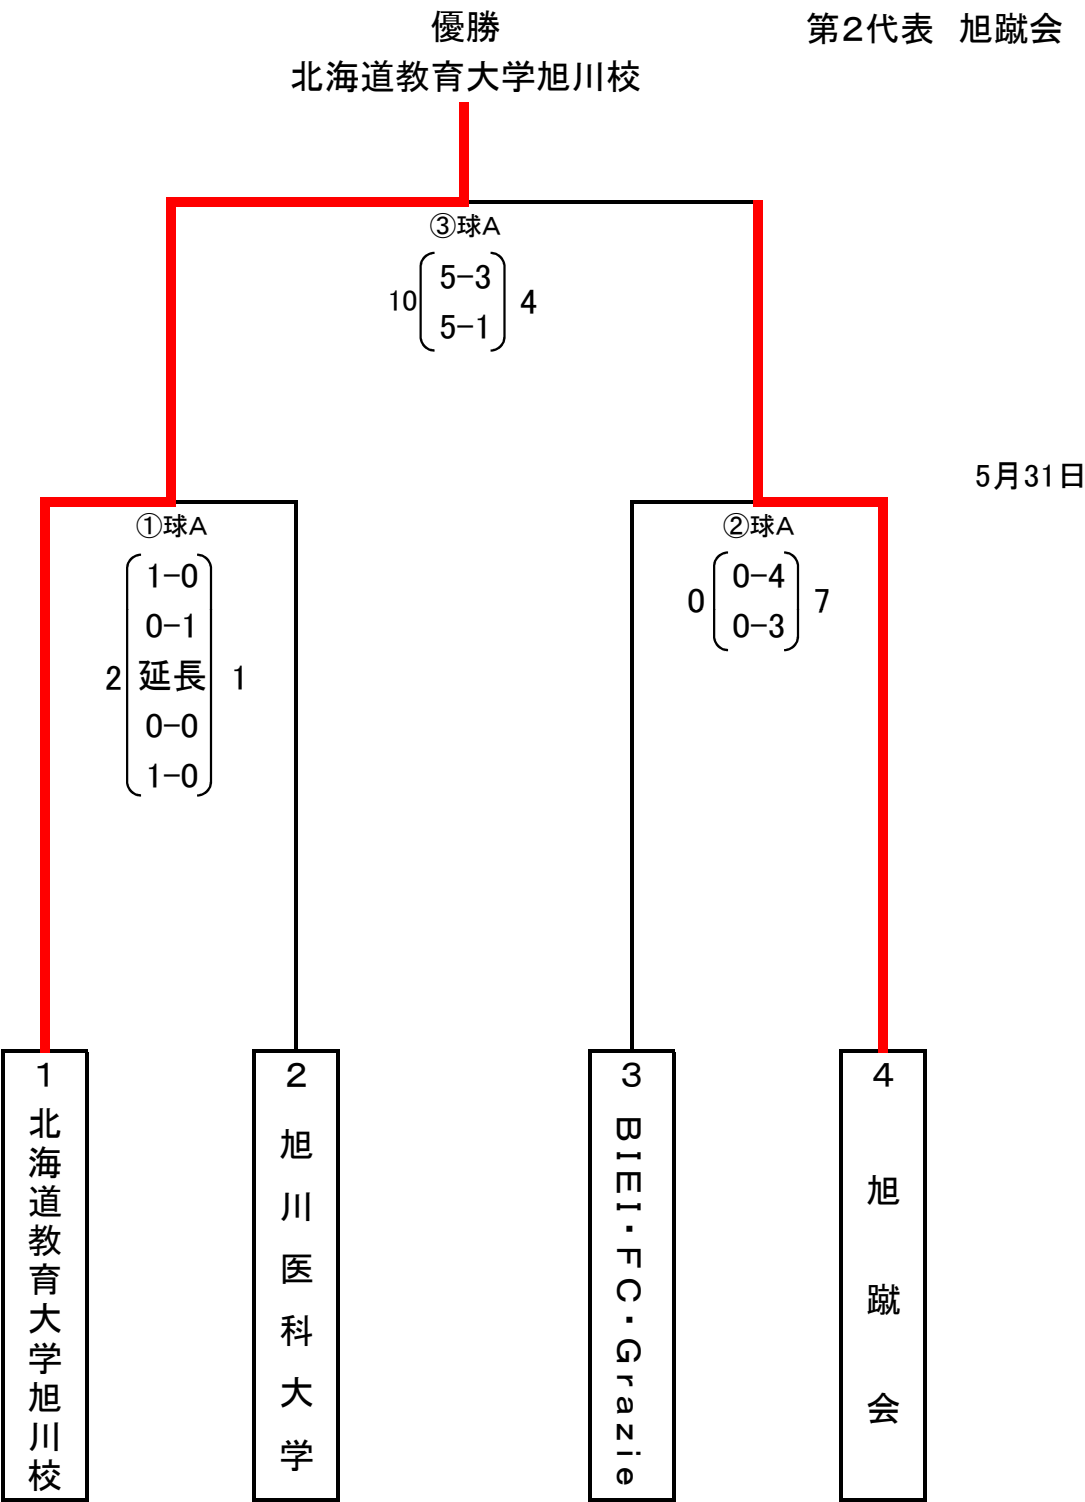 優勝
第2代表 旭蹴会
北海道教育大学旭川校
③球A
10 5-3 4
5-1
5月31日
①球A
1-0
0-1
2 延長 1
0-0
1-0
②球A
0 0-4 7
0-3
1 北海道教育大学旭川校
2 旭川医科大学
3 BIEI・FC・Grazie
4 旭蹴会